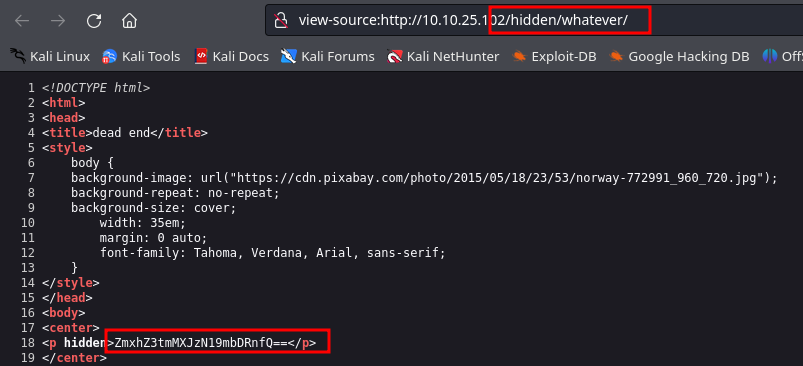 view-source:http://10.10.25.102/hidden/whatever/
Kali Linux Kali Tools Kali Docs Kali Forums Kali NetHunter Exploit-DB Google Hacking DB OffS
1 <!DOCTYPE html>
2 <html>
3 <head>
4 <title>dead end</title>
5 <style>
6 body {
7 background-image: url("https://cdn.pixabay.com/photo/2015/05/18/23/53/norway-772991_960_720.jpg");
8 background-repeat: no-repeat;
9 background-size: cover;
10 width: 35em;
11 margin: 0 auto;
12 font-family: Tahoma, Verdana, Arial, sans-serif;
13 }
14 </style>
15 </head>
16 <body>
17 <center>
18 <p hidden>ZmxhZ3tmMXJzN19mbDRnfQ==</p>
19 </center>